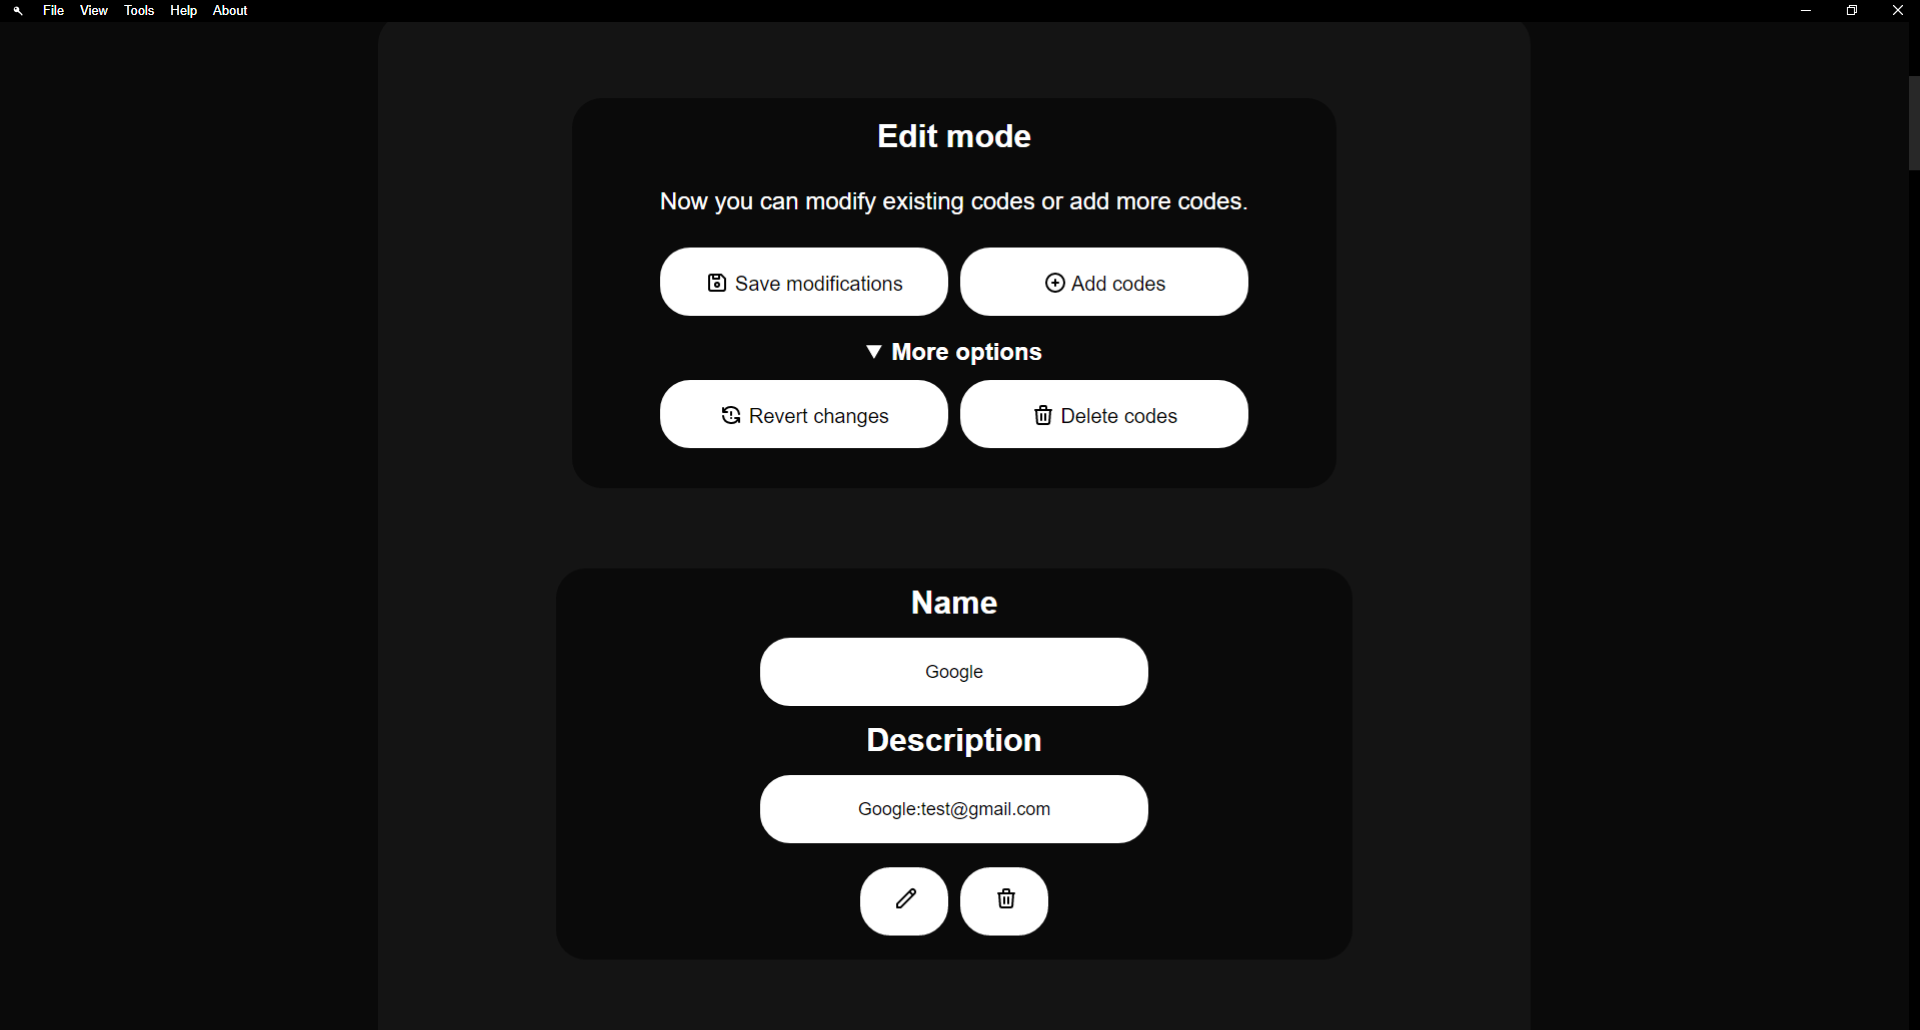 File View Tools Help About
Edit mode
Now you can modify existing codes or add more codes.
Save modifications
Add codes
▼ More options
Revert changes
Delete codes
Name
Google
Description
Google:test@gmail.com